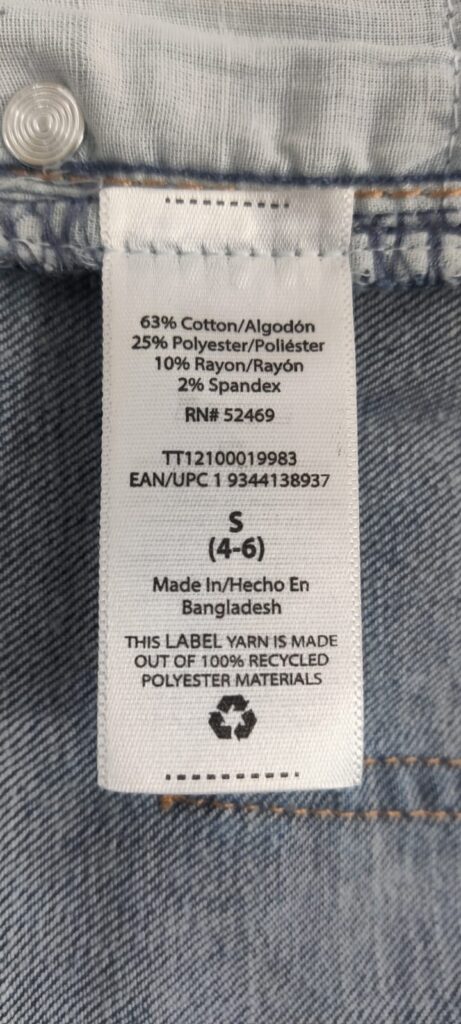 63% Cotton/Algodón
25% Polyester/Poliéster
10% Rayon/Rayón
2% Spandex
RN# 52469
TT12100019983
EAN/UPC 1 9344138937
S
(4-6)
Made In/Hecho En
Bangladesh
THIS LABEL YARN IS MADE
OUT OF 100% RECYCLED
POLYESTER MATERIALS